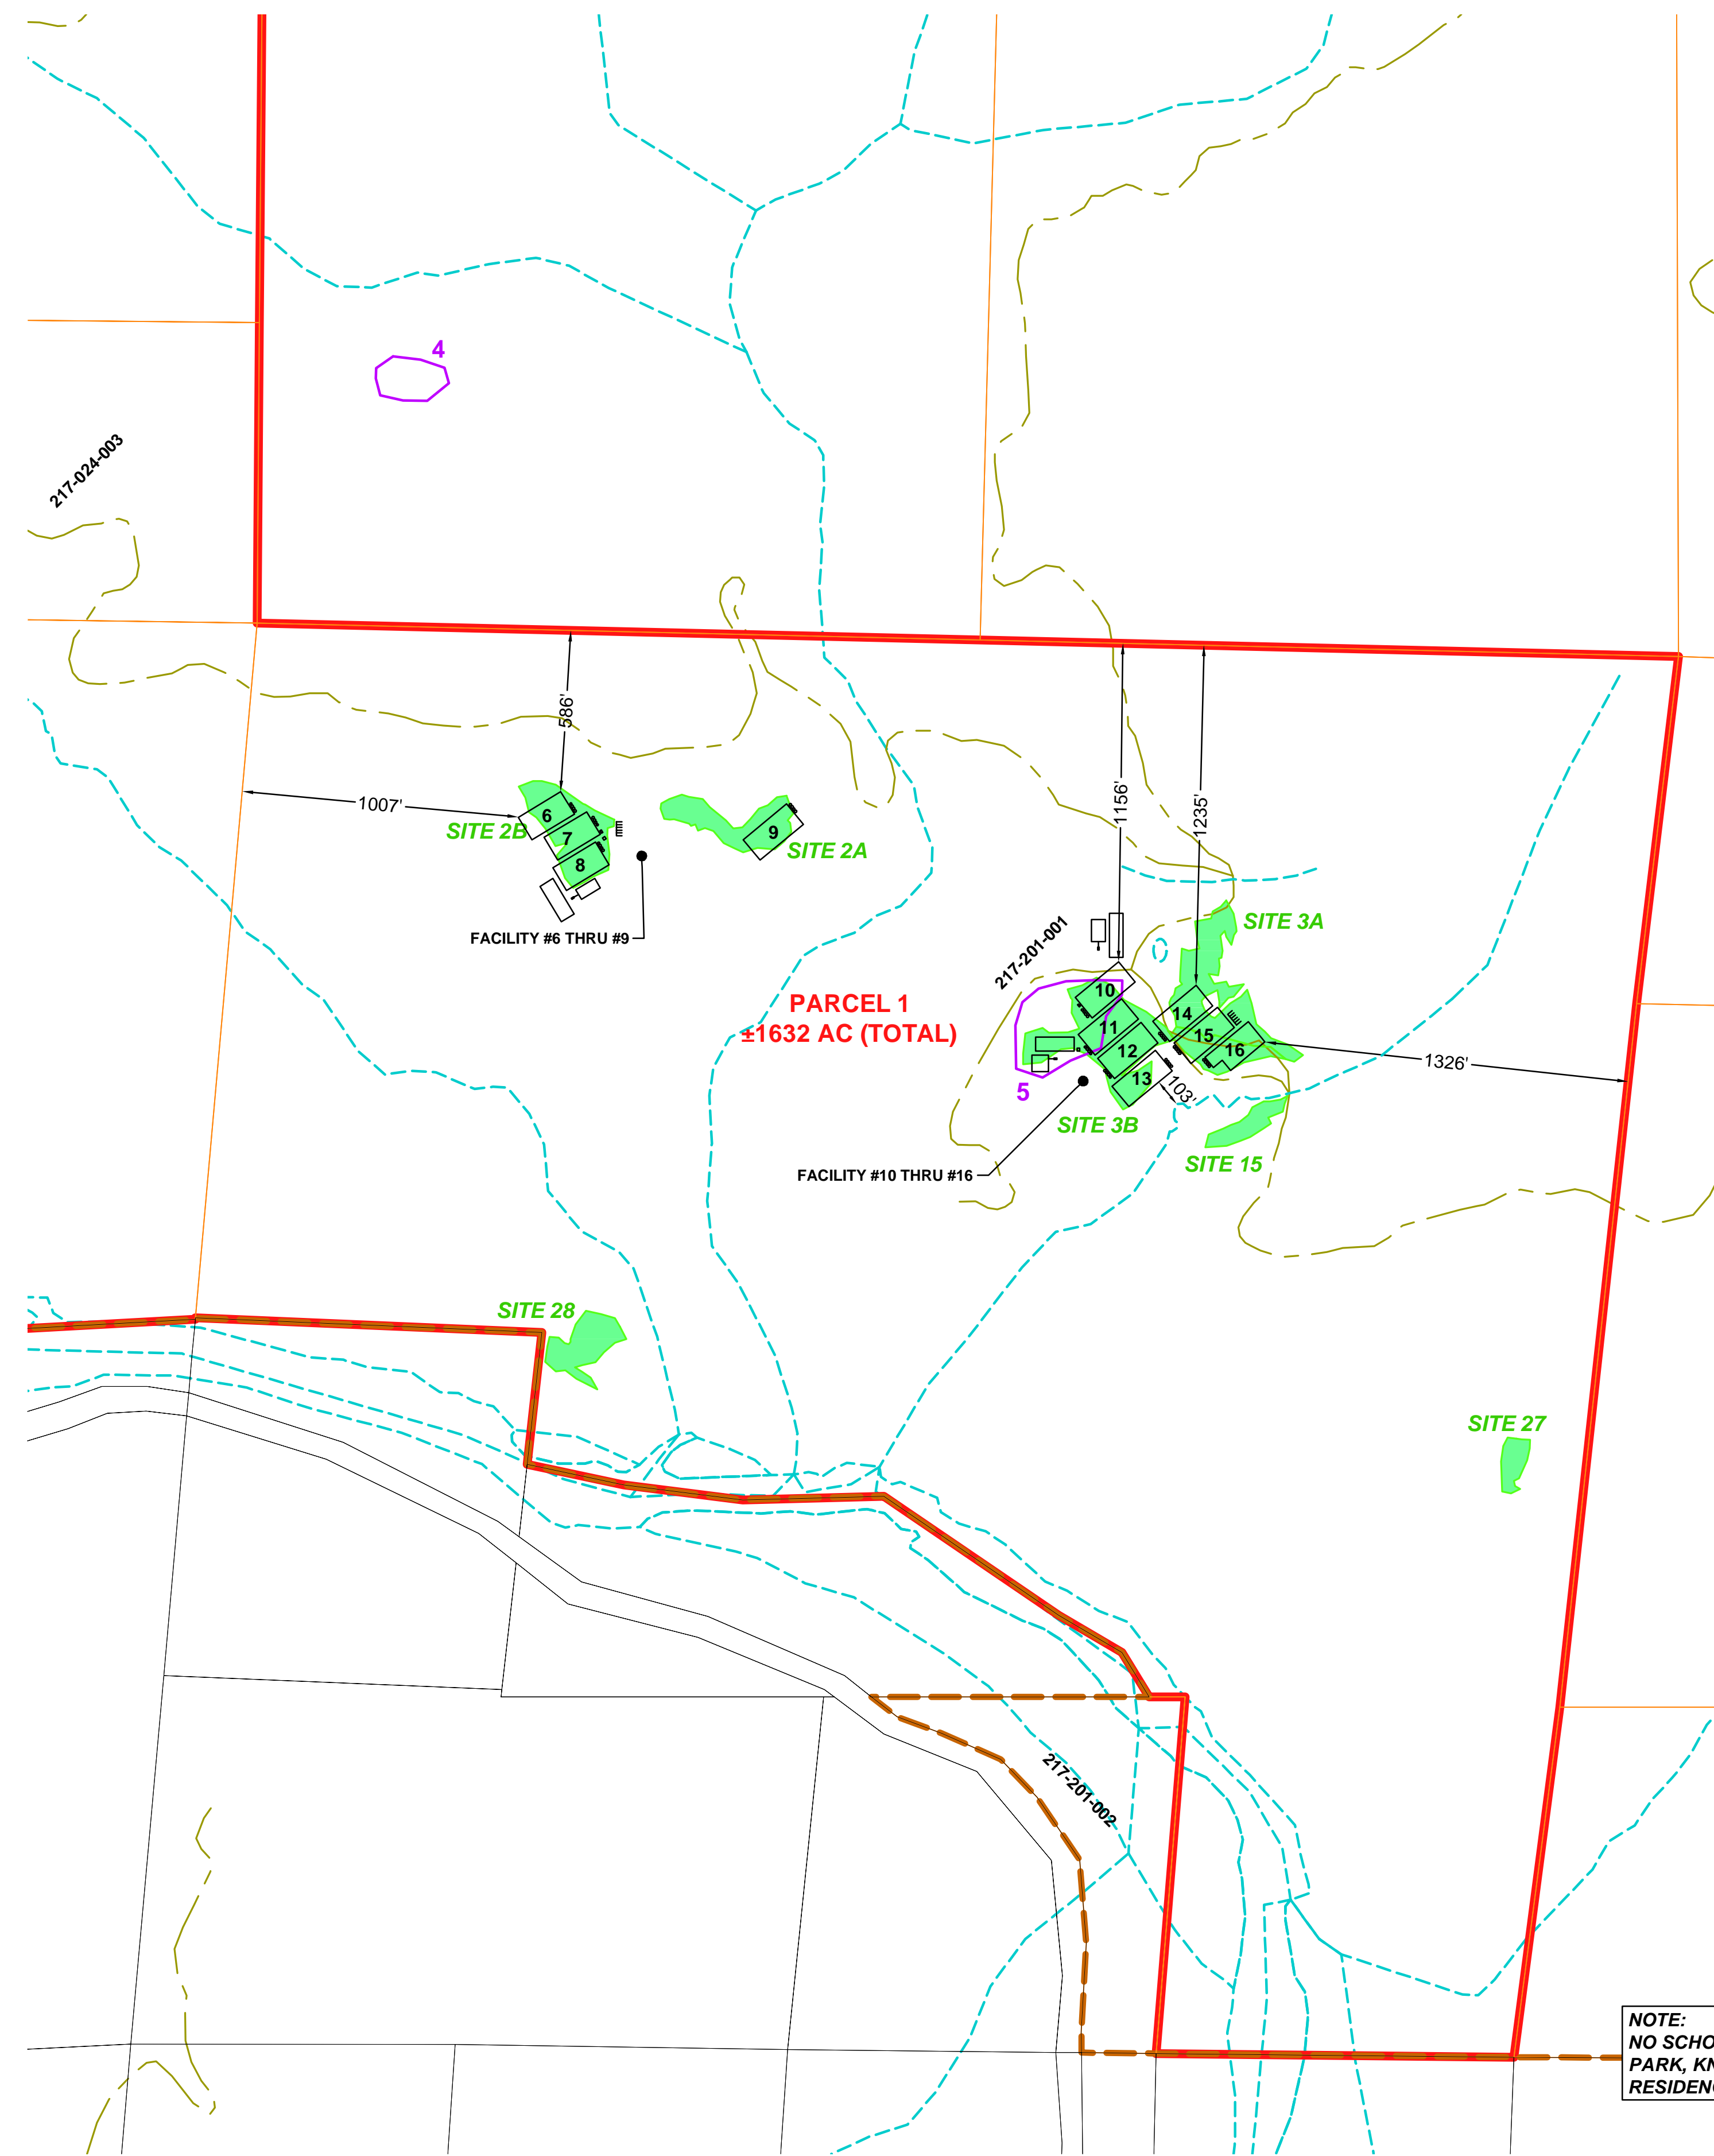 4
217-024-003
586'
1007'
1156'
1235'
6
SITE 2B
7
9
8
SITE 2A
SITE 3A
FACILITY #6 THRU #9
217-201-001
10
PARCEL 1
±1632 AC (TOTAL)
14
11
15
12
16
1326'
13
103'
5
SITE 3B
SITE 15
FACILITY #10 THRU #16
SITE 28
SITE 27
217-201-002
NOTE:
NO
PARK,